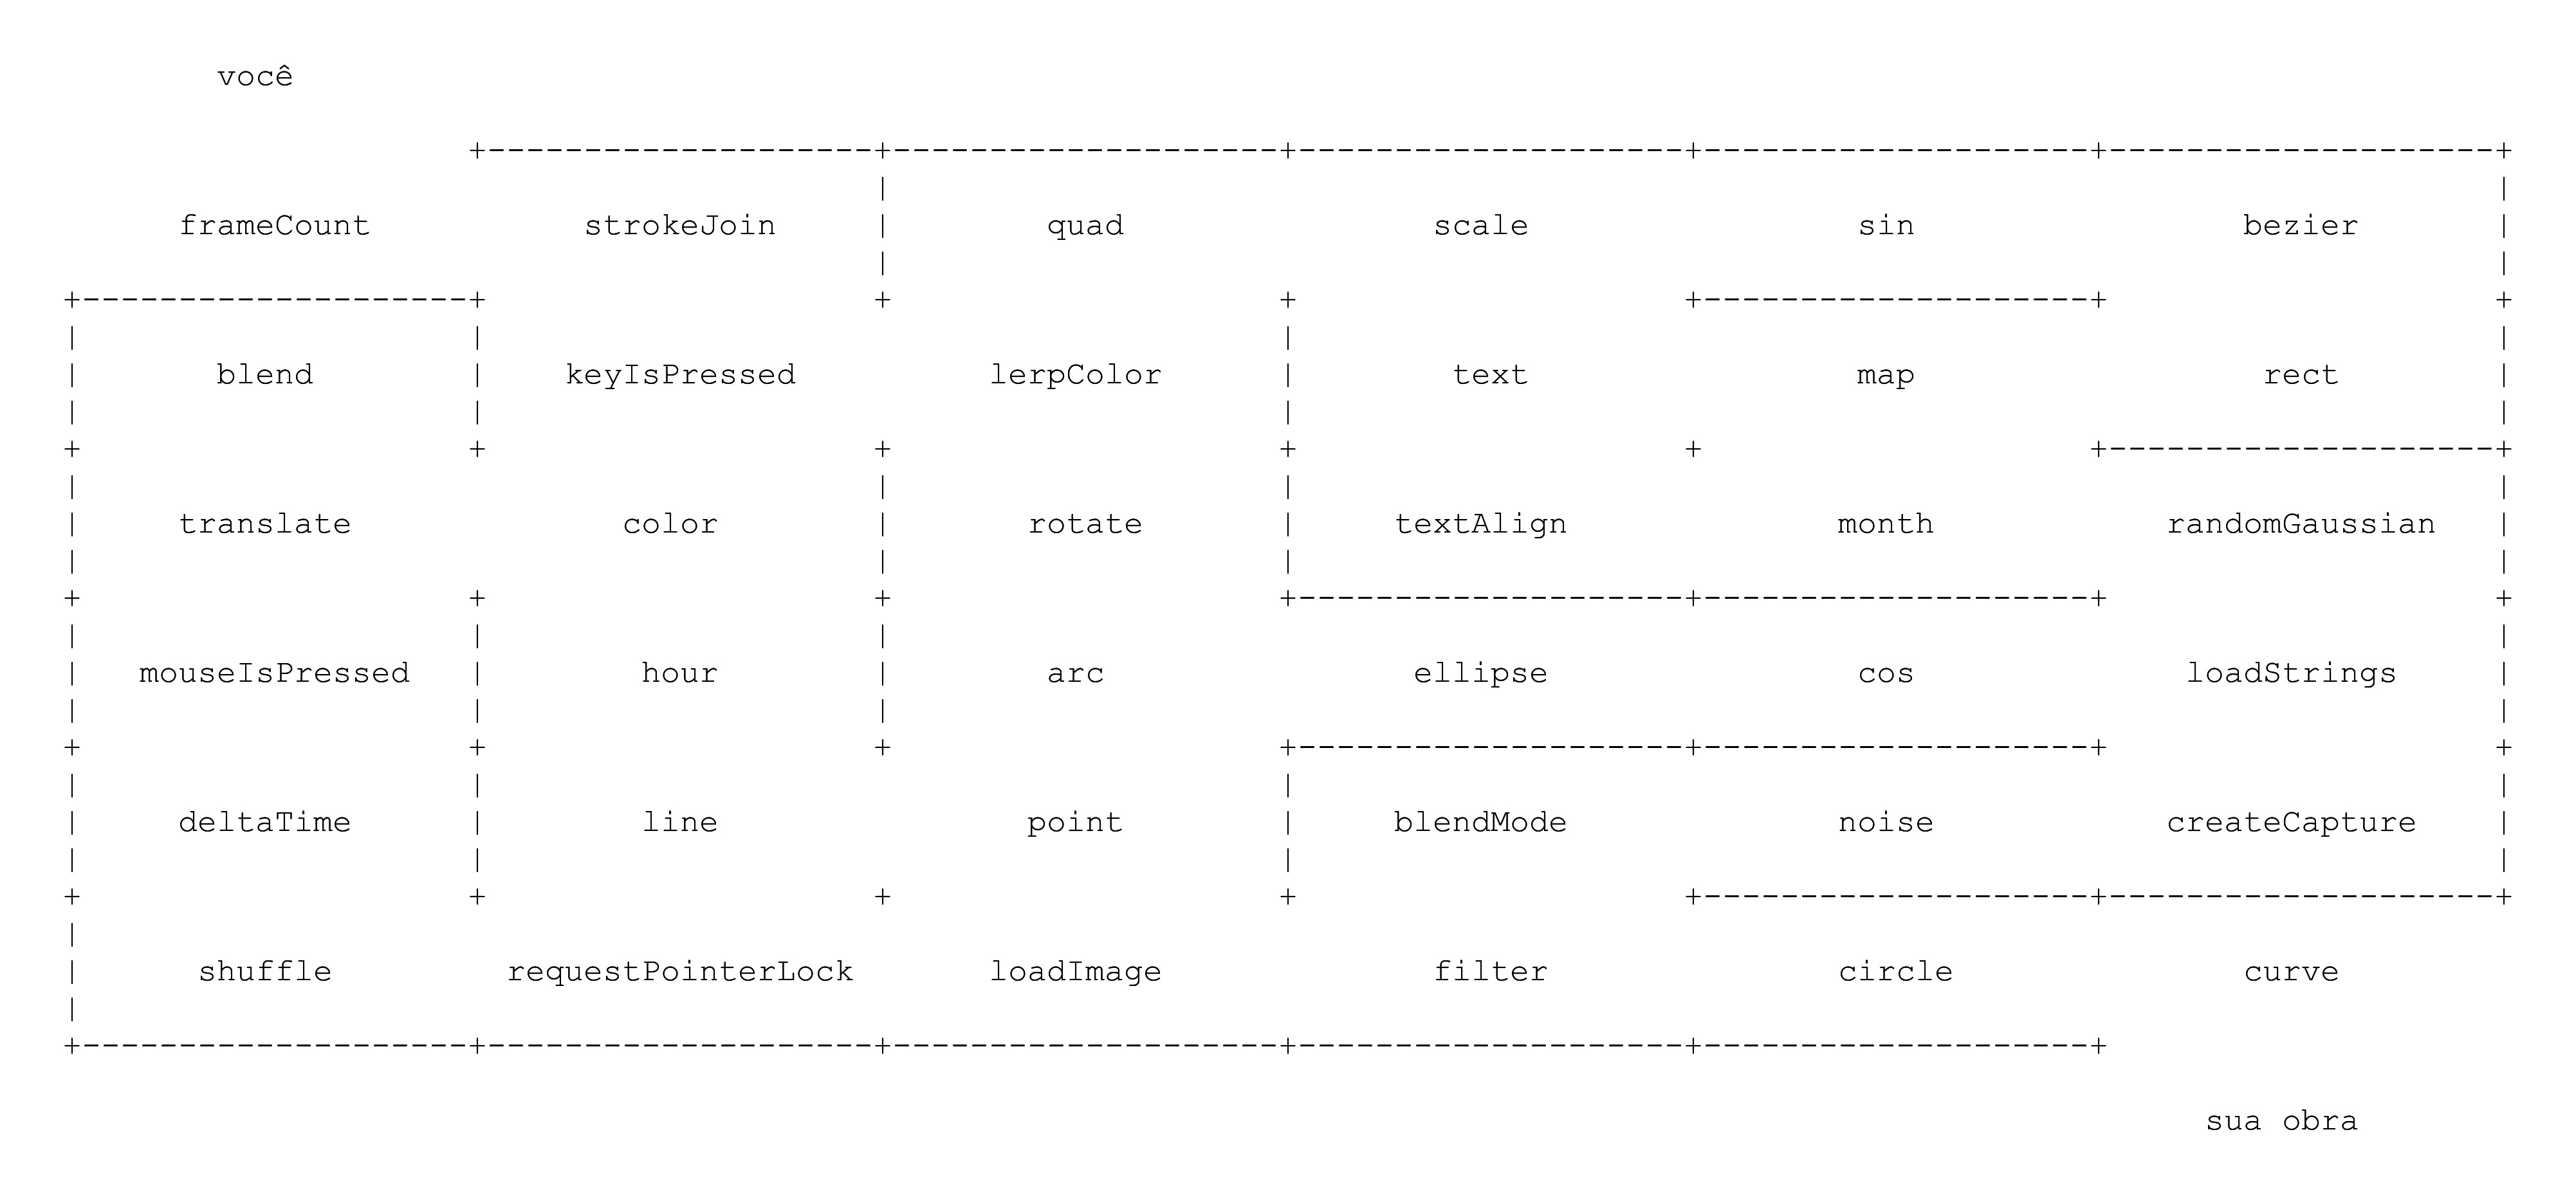 você
frameCount strokeJoin quad scale sin bezier
blend keyIsPressed lerpColor text map rect
translate color rotate textAlign month randomGaussian
mouseIsPressed hour arc ellipse cos loadStrings
deltaTime line point blendMode noise createCapture
shuffle requestPointerLock loadImage filter circle curve
sua obra